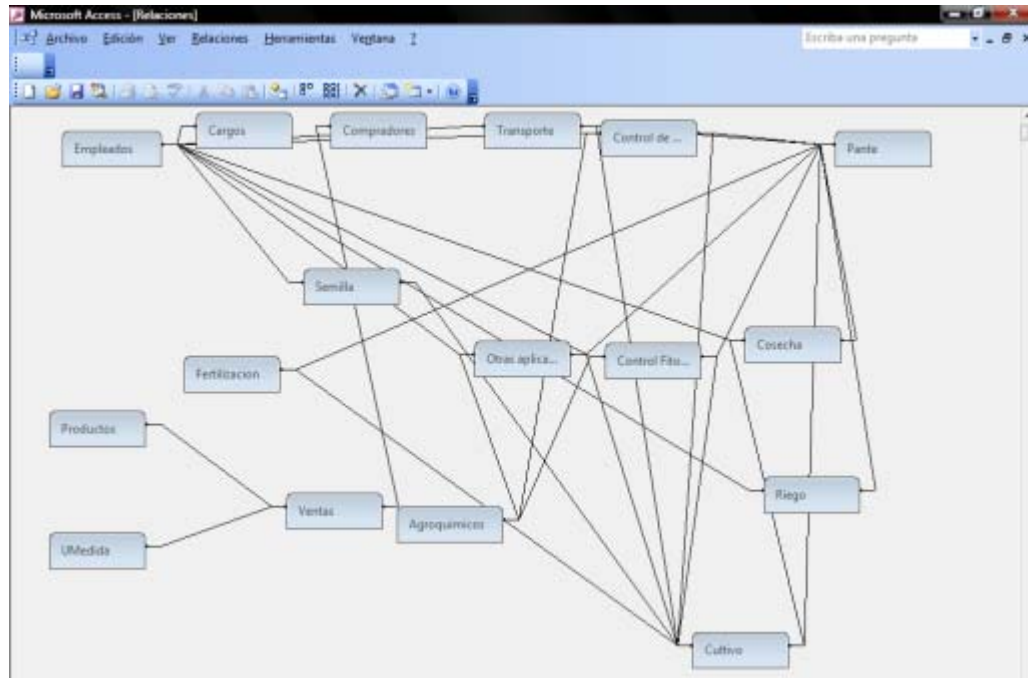 Microsoft Access - [Relaciones]
Archivo Edición Ver Relaciones Herramientas Ventana ?
Escriba una pregunta
Cargos
Compradores
Transporte
Control de ...
Empleados
Pante
Semilla
Cosecha
Otras aplica...
Control Fito...
Fertilizacion
Productos
Riego
Ventas
Agroquimicos
UMedida
Cultivo